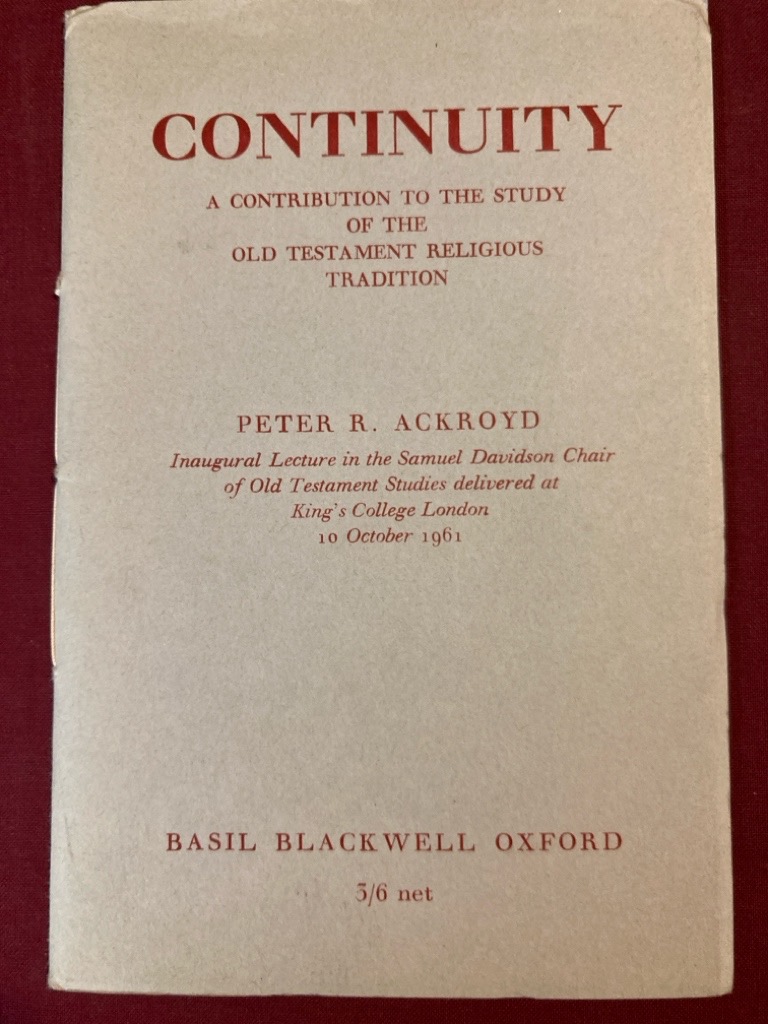 CONTINUITY
A CONTRIBUTION TO THE STUDY
OF THE
OLD TESTAMENT RELIGIOUS
TRADITION
PETER R. ACKROYD
Inaugural Lecture in the Samuel Davidson Chair
of Old Testament Studies delivered at
King's College London
10 October 1961
BASIL BLACKWELL OXFORD
3/6 net